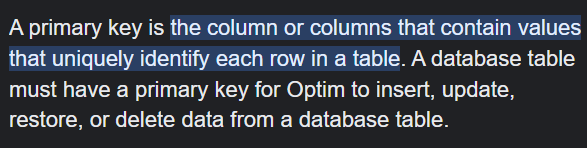 A primary key is the column or columns that contain values
that uniquely identify each row in a table. A database table
must have a primary key for Optim to insert, update,
restore, or delete data from a database table.